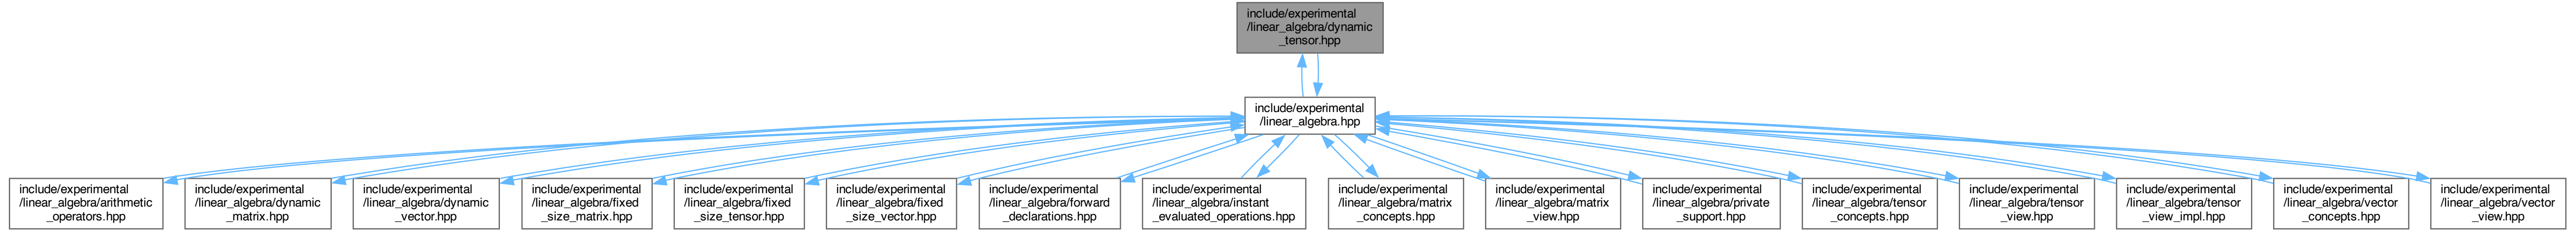 include/experimental
/linear_algebra/dynamic
_tensor.hpp
include/experimental
/linear_algebra.hpp
include/experimental
/linear_algebra/arithmetic
_operators.hpp
include/experimental
/linear_algebra/dynamic
_matrix.hpp
include/experimental
/linear_algebra/dynamic
_vector.hpp
include/experimental
/linear_algebra/fixed
_size_matrix.hpp
include/experimental
/linear_algebra/fixed
_size_tensor.hpp
include/experimental
/linear_algebra/fixed
_size_vector.hpp
include/experimental
/linear_algebra/forward
_declarations.hpp
include/experimental
/linear_algebra/instant
_evaluated_operations.hpp
include/experimental
/linear_algebra/matrix
_concepts.hpp
include/experimental
/linear_algebra/matrix
_view.hpp
include/experimental
/linear_algebra/private
_support.hpp
include/experimental
/linear_algebra/tensor
_concepts.hpp
include/experimental
/linear_algebra/tensor
_view.hpp
include/experimental
/linear_algebra/tensor
_view_impl.hpp
include/experimental
/linear_algebra/vector
_concepts.hpp
include/experimental
/linear_algebra/vector
_view.hpp